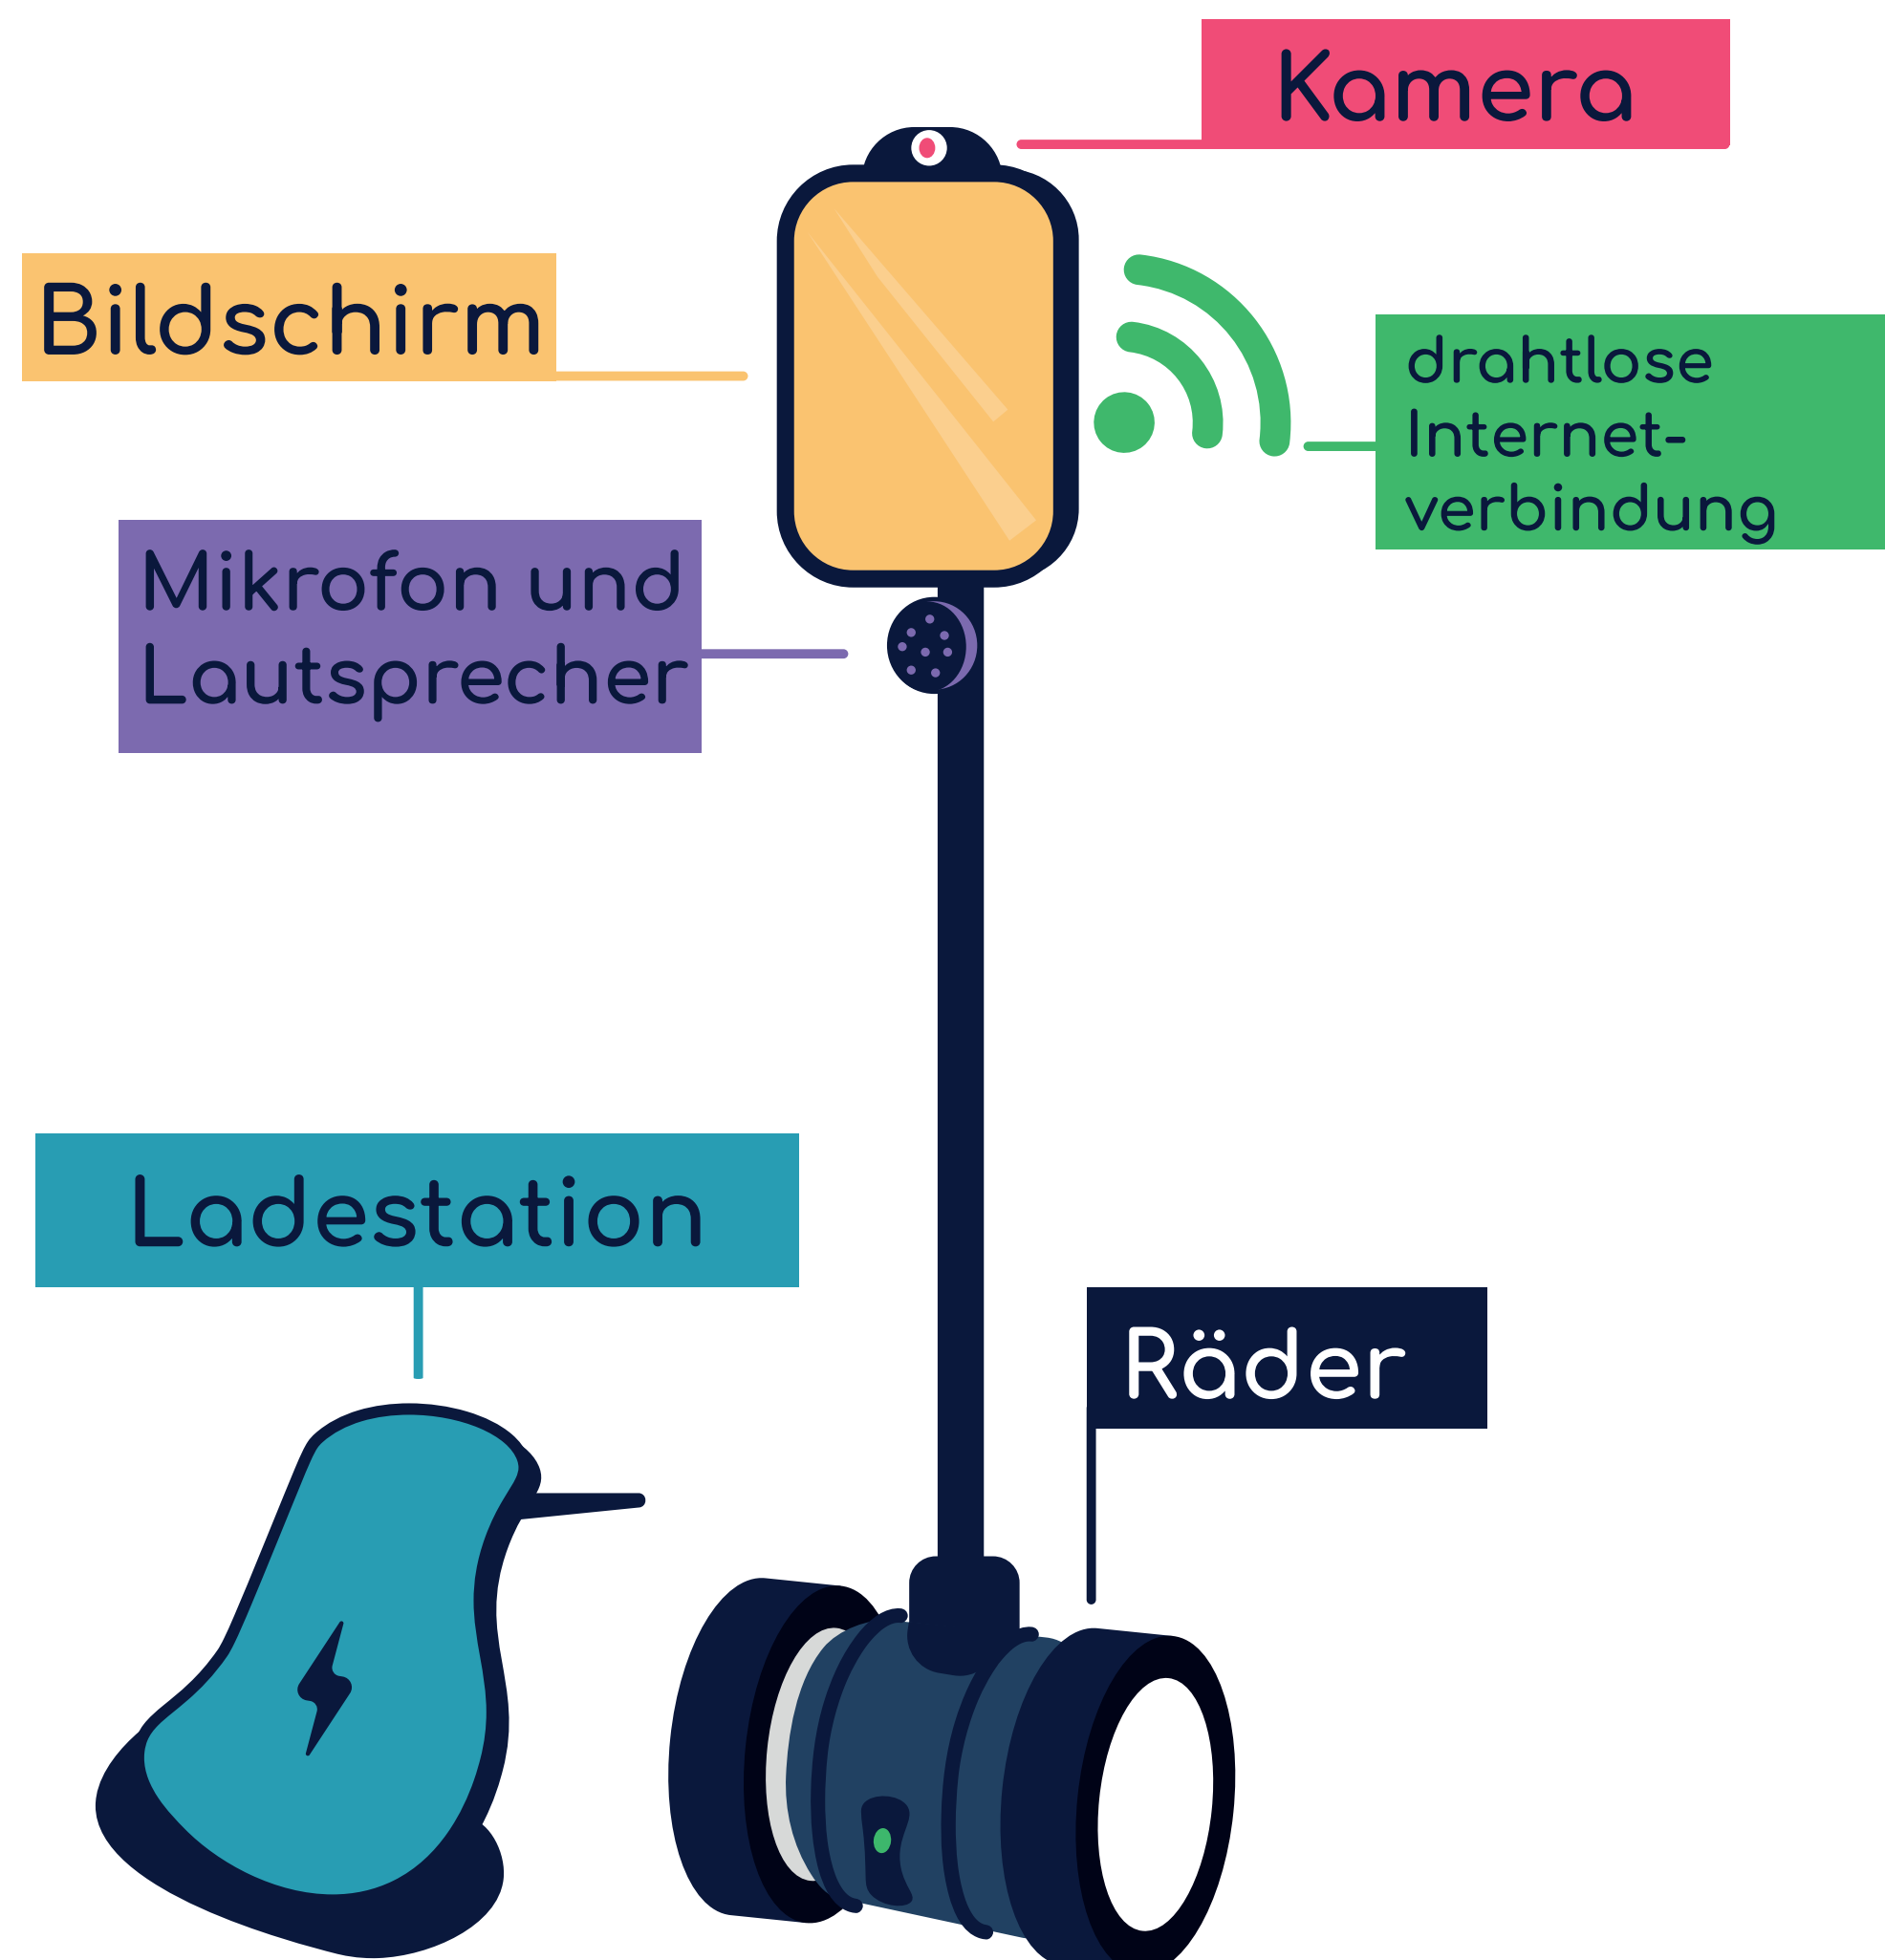 Kamera
Bildschirm
drahtlose
Internet-
verbindung
Mikrofon und
Lautsprecher
Ladestation
Räder